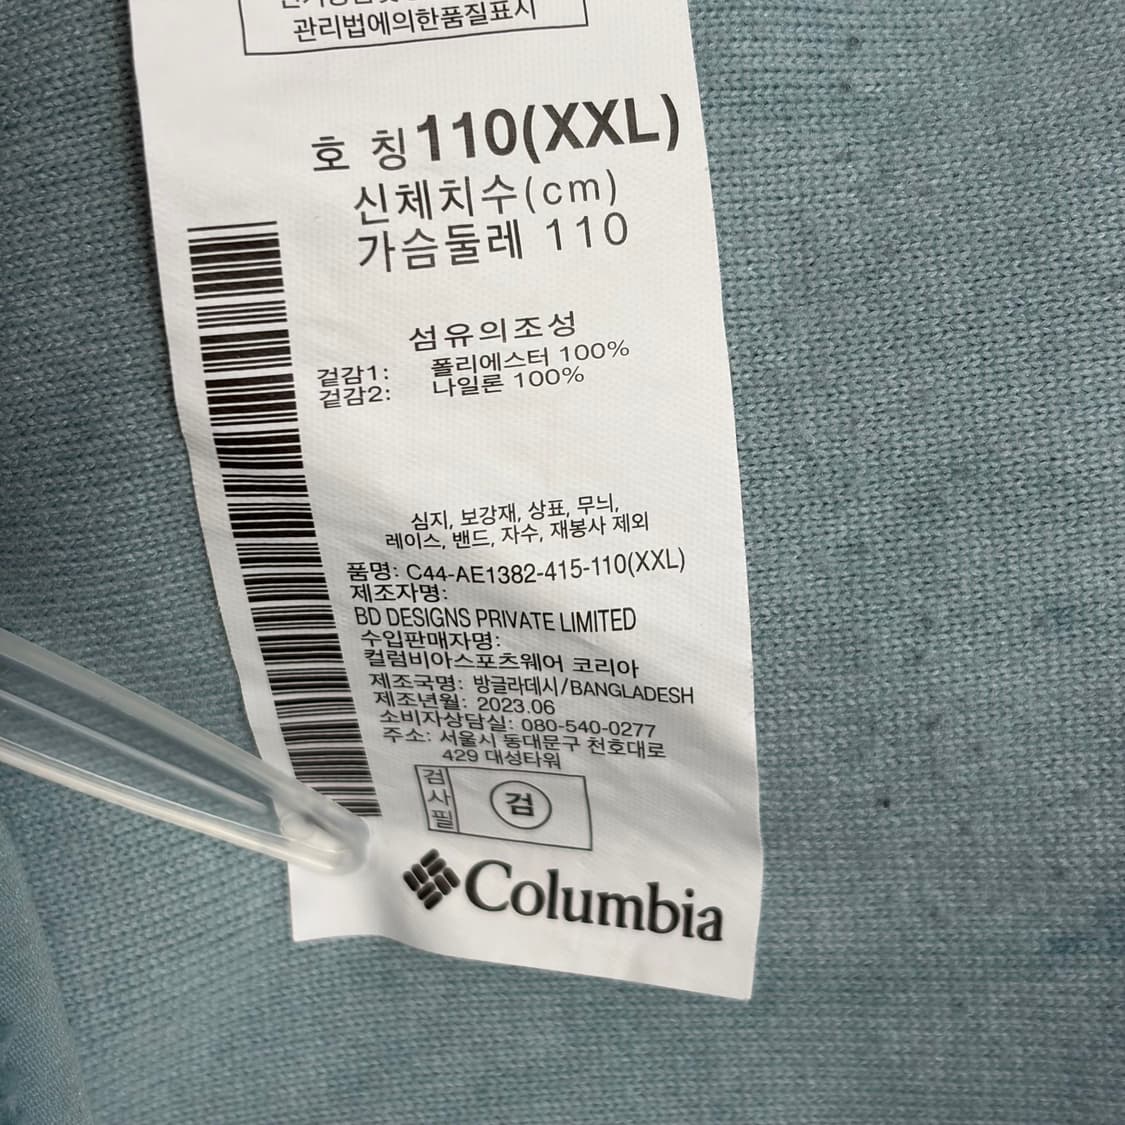 관리법에의한품질표시
호 칭 110(XXL)
신체치수(cm)
가슴둘레 110
섬유의조성
겉감1: 폴리에스터 100%
겉감2: 나일론 100%
심지, 보강재, 상표, 무늬,
레이스, 밴드, 자수, 재봉사 제외
품명: C44-AE1382-415-110(XXL)
제조자명:
BD DESIGNS PRIVATE LIMITED
수입판매자명:
컬럼비아스포츠웨어 코리아
제조국명: 방글라데시/BANGLADESH
제조년월: 2023.06
소비자상담실: 080-540-0277
주소: 서울시 동대문구 천호대로
429 대성타워
검사필
검
Columbia